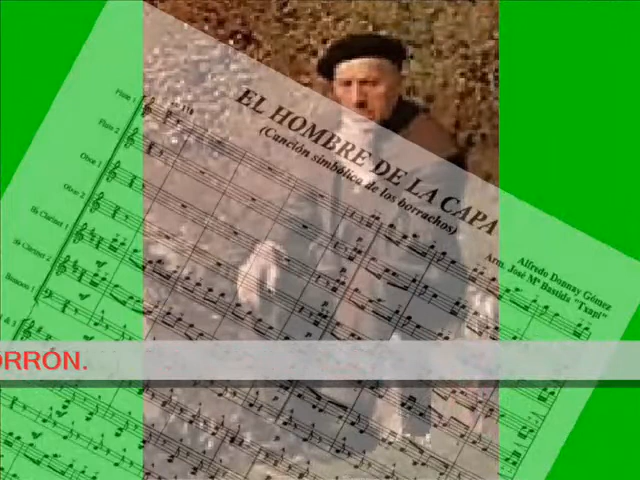 EL HOMBRE DE LA CAPA
(Canción simbólica de los borrachos)
Alfredo Donnay Gómez
Arm. José Mª Bastida "Txapi"
Flute 1
Flute 2
Oboe 1
Oboe 2
Bb Clarinet 1
Bb Clarinet 2
Bassoon 1
ORRÓN.